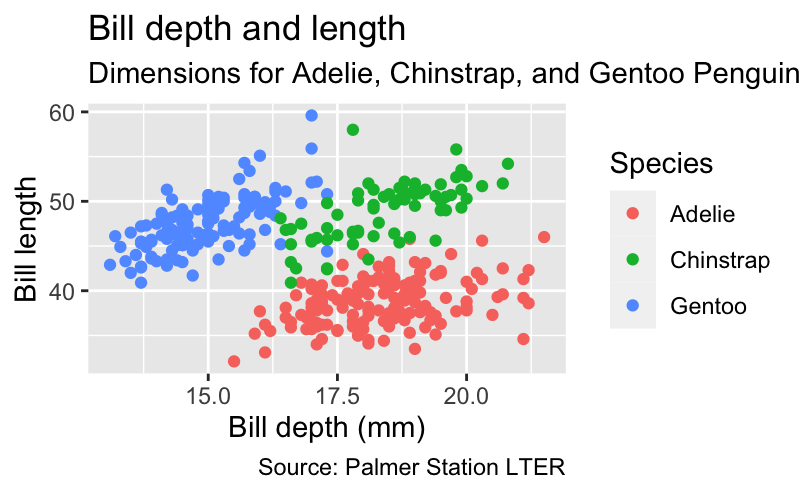 Bill depth and length
Dimensions for Adelie, Chinstrap, and Gentoo Penguin
60
50
40
Bill length
15.0 17.5 20.0
Bill depth (mm)
Species
Adelie
Chinstrap
Gentoo
Source: Palmer Station LTER